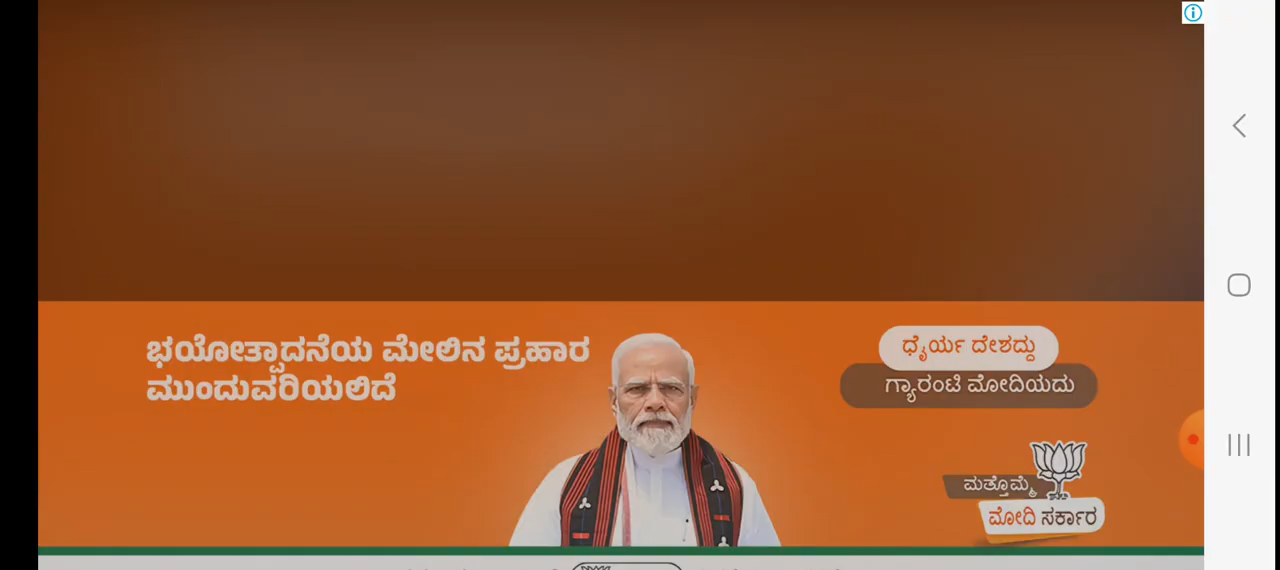 ಭಯೋತ್ಪಾದನೆಯ ಮೇಲಿನ ಪ್ರಹಾರ
ಮುಂದುವರಿಯಲಿದೆ
ಧೈರ್ಯ ದೇಶದ್ದು
ಗ್ಯಾರಂಟಿ ಮೋದಿಯದು
ಮತ್ತೊಮ್ಮೆ
ಮೋದಿ ಸರ್ಕಾರ